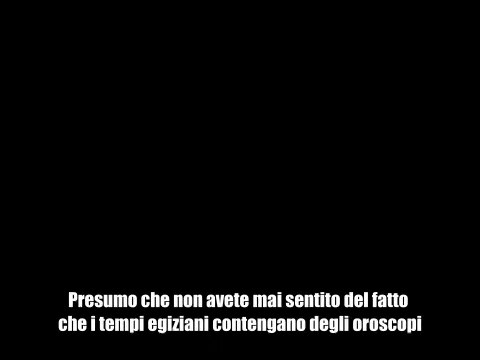 Presumo che non avete mai sentito del fatto
che i tempi egiziani contengano degli oroscopi